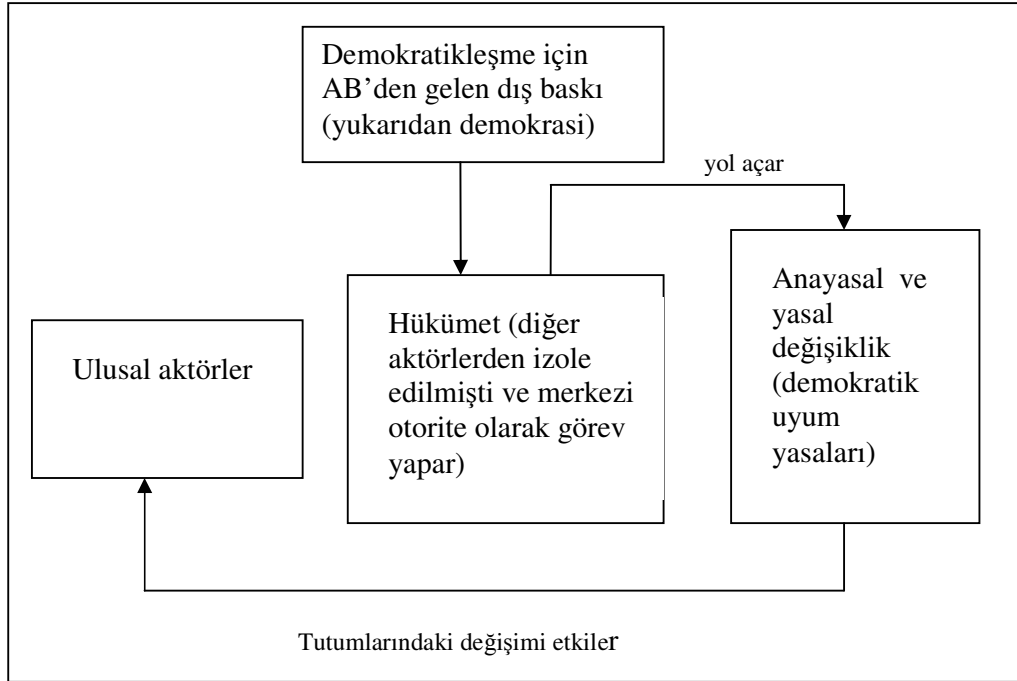 Demokratikleşme için
AB’den gelen dış baskı
(yukarıdan demokrasi)
yol açar
Ulusal aktörler
Hükümet (diğer
aktörlerden izole
edilmişti ve merkezi
otorite olarak görev
yapar)
Anayasal ve
yasal
değişiklik
(demokratik
uyum
yasaları)
Tutumlarındaki değişimi etkiler